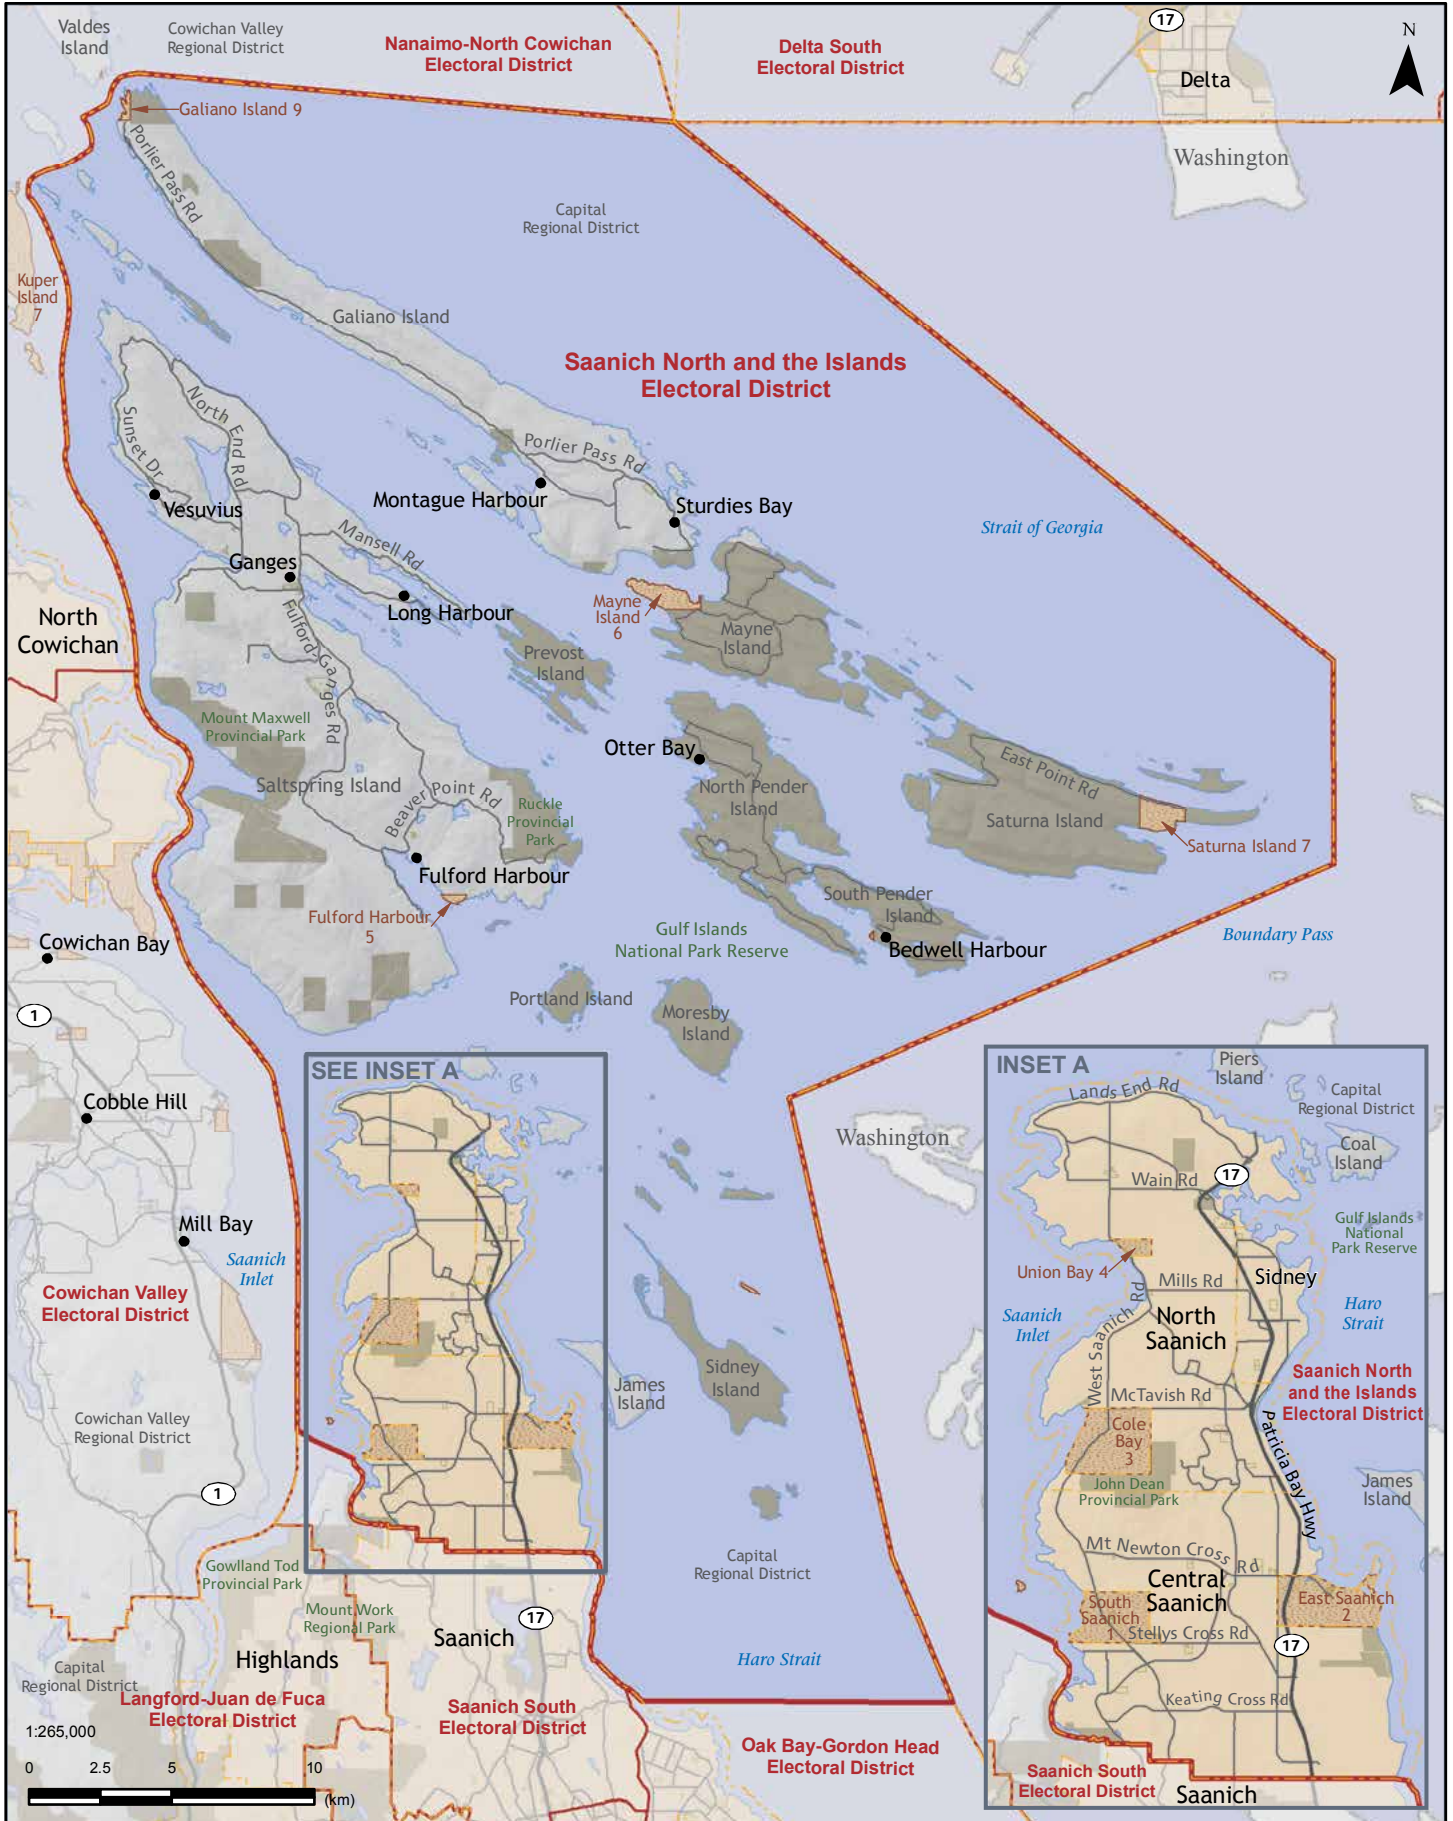 Valdes
Island
Cowichan Valley
Regional District
Nanaimo-North Cowichan
Electoral District
Delta South
Electoral District
17
Delta
N
Washington
Galiano Island 9
Porlier Pass Rd
Capital
Regional District
Kuper
Island
7
Galiano Island
Saanich North and the Islands
Electoral District
North End Rd
Sunset Dr
Porlier Pass Rd
Vesuvius
Montague Harbour
Sturdies Bay
Strait of Georgia
Mansell Rd
Ganges
Long Harbour
Mayne
Island
6
Mayne
Island
North
Cowichan
Fulford-Ganges Rd
Prevost
Island
Mount Maxwell
Provincial Park
Otter Bay
East Point Rd
Saltspring Island
Beaver Point Rd
North Pender
Island
Ruckle
Provincial
Park
Saturna Island
Saturna Island 7
Fulford Harbour
Fulford Harbour
5
South Pender
Island
Gulf Islands
National Park Reserve
Bedwell Harbour
Boundary Pass
Cowichan Bay
1
Portland Island
Moresby
Island
SEE INSET A
Cobble Hill
Washington
Mill Bay
Saanich
Inlet
Cowichan Valley
Electoral District
Sidney
Island
James
Island
Cowichan Valley
Regional District
1
Capital
Regional District
Gowlland Tod
Provincial Park
Mount Work
Regional Park
17
Saanich
Highlands
Haro Strait
Capital
Regional District
Langford-Juan de Fuca
Electoral District
Saanich South
Electoral District
Oak Bay-Gordon Head
Electoral District
1:265,000
0 2.5 5 10
(km)
INSET A
Piers
Island
Lands End Rd
Capital
Regional District
Coal
Island
Wain Rd
17
Gulf Islands
National
Park Reserve
Union Bay 4
Mills Rd
Sidney
Saanich
Inlet
West Saanich Rd
North
Saanich
Haro
Strait
Saanich North
and the Islands
Electoral District
McTavish Rd
Cole
Bay
3
Patricia Bay Hwy
John Dean
Provincial Park
James
Island
Mt Newton Cross Rd
Central
Saanich
South
Saanich
1
East Saanich
2
Stellys Cross Rd
17
Keating Cross Rd
Saanich South
Electoral District
Saanich